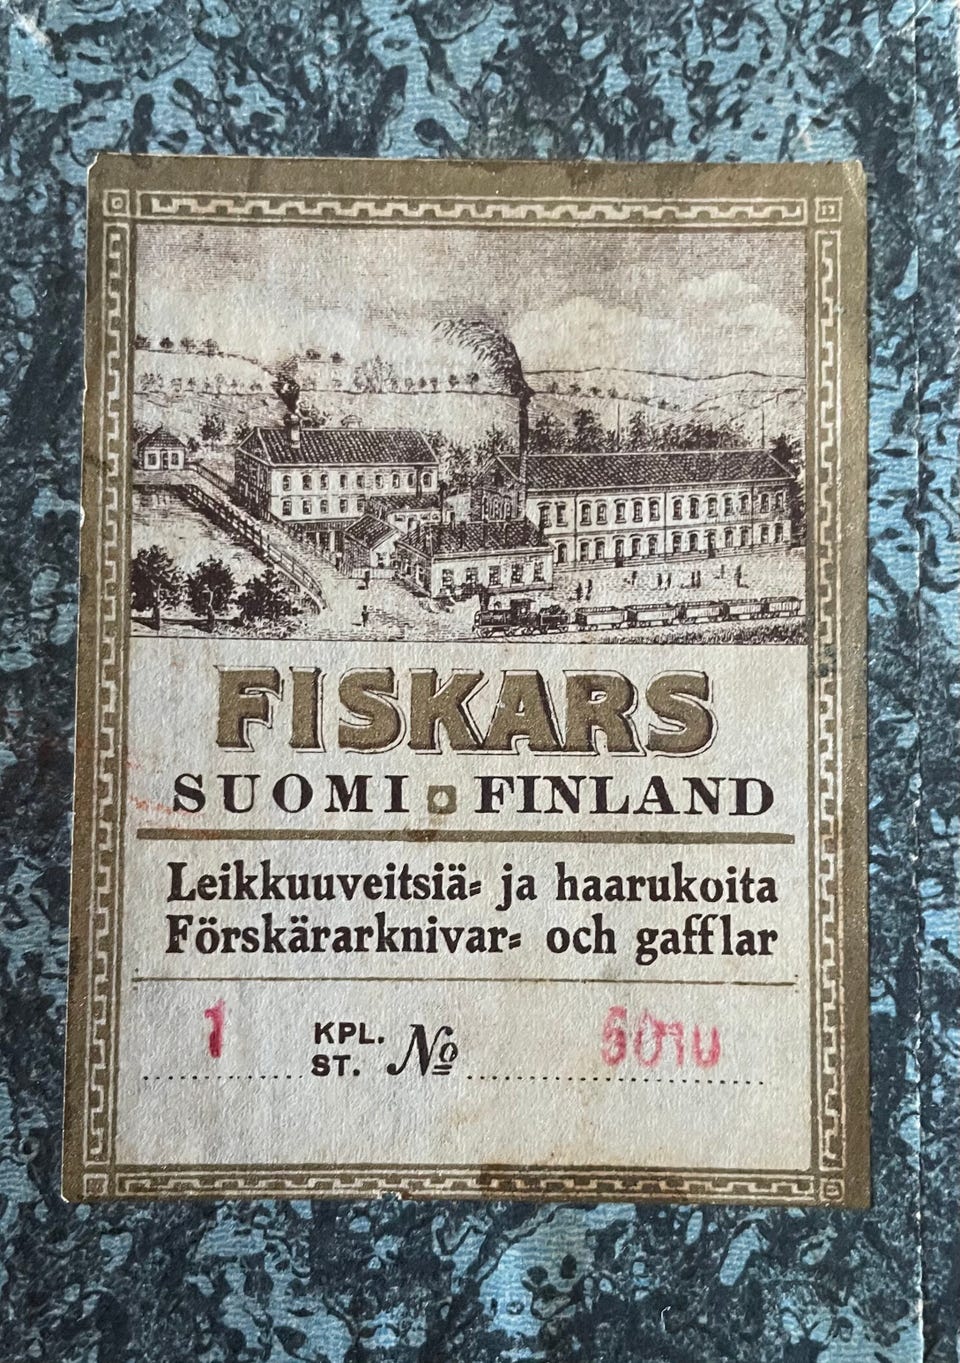 FISKARS
SUOMI FINLAND
Leikkuuveitsiä= ja haarukoita
Förskärarknivar= och gafflar
1 KPL.
ST. No